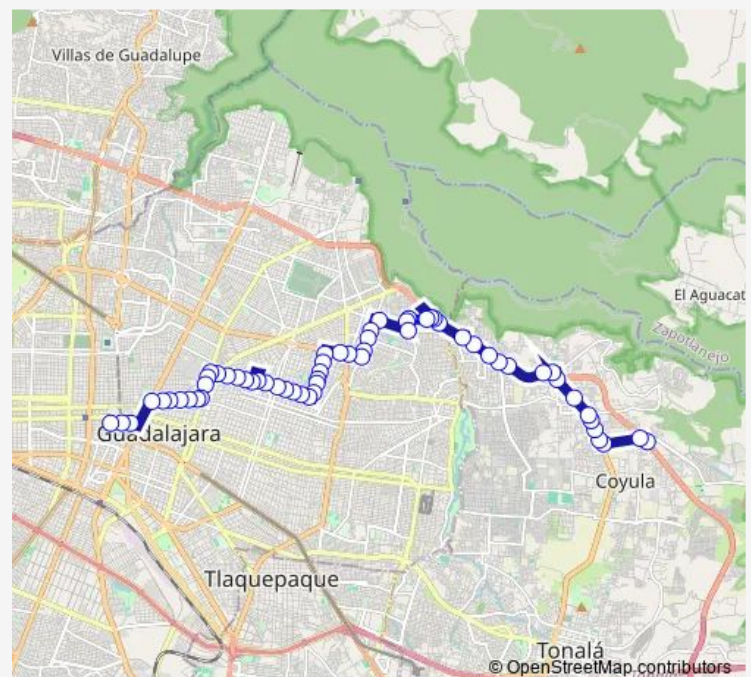 Villas de Guadalupe
El Aguacat
Zapotlanejo
Guadalajara
Coyula
Tlaquepaque
Tonalá
© OpenStreetMap contributors